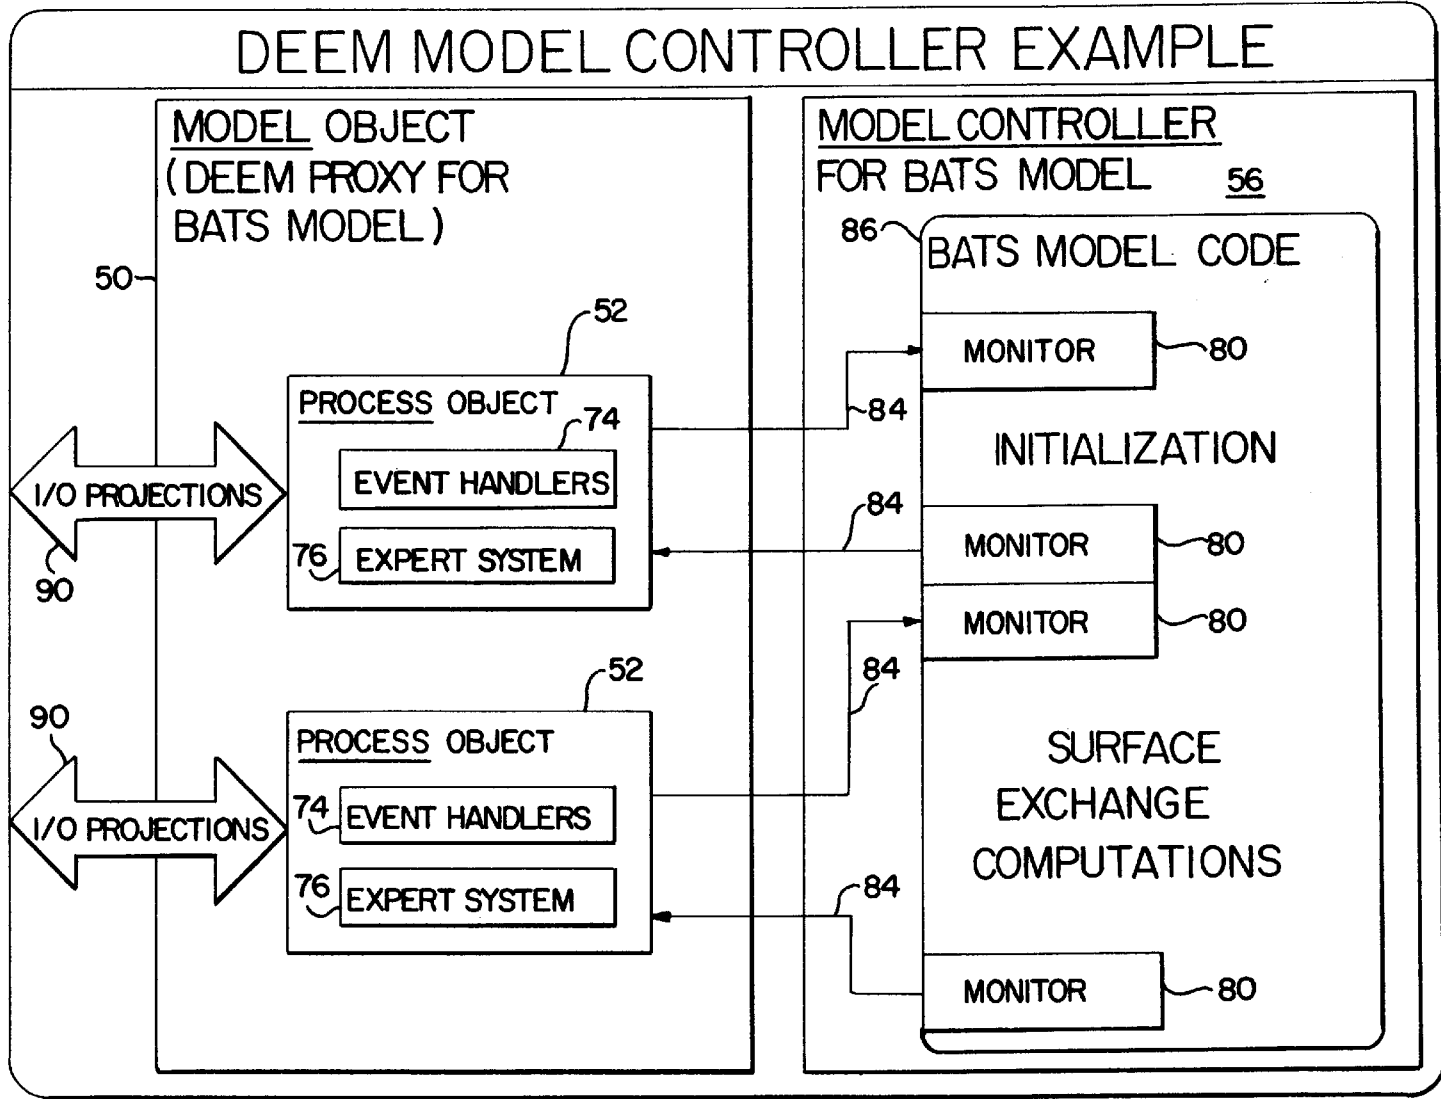 DEEM MODEL CONTROLLER EXAMPLE
MODEL OBJECT
(DEEM PROXY FOR
BATS MODEL)
50
52
PROCESS OBJECT
74
EVENT HANDLERS
76
EXPERT SYSTEM
I/O PROJECTIONS
90
52
PROCESS OBJECT
74
EVENT HANDLERS
76
EXPERT SYSTEM
90
I/O PROJECTIONS
84
84
84
84
MODEL CONTROLLER
FOR BATS MODEL
56
86
BATS MODEL CODE
MONITOR
80
INITIALIZATION
MONITOR
80
MONITOR
80
SURFACE
EXCHANGE
COMPUTATIONS
MONITOR
80